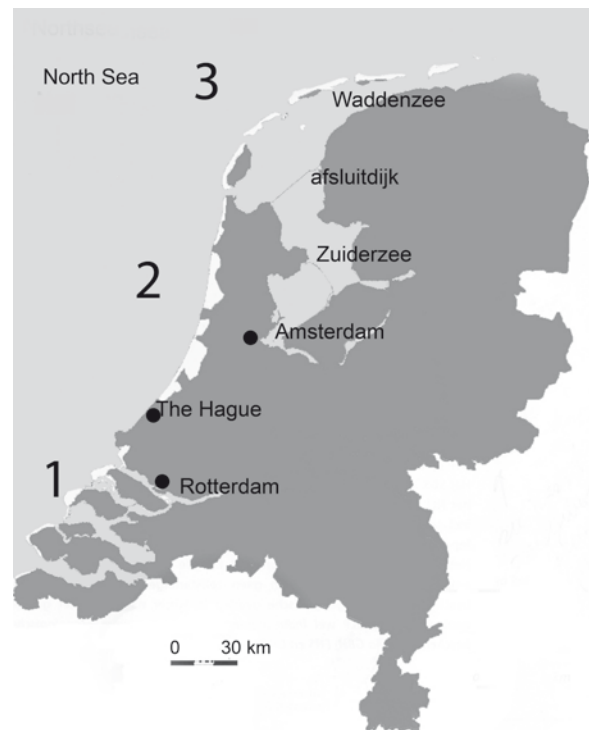 North Sea
3
Waddenzee
afsluitdijk
Zuiderzee
2
Amsterdam
The Hague
1
Rotterdam
0 30 km